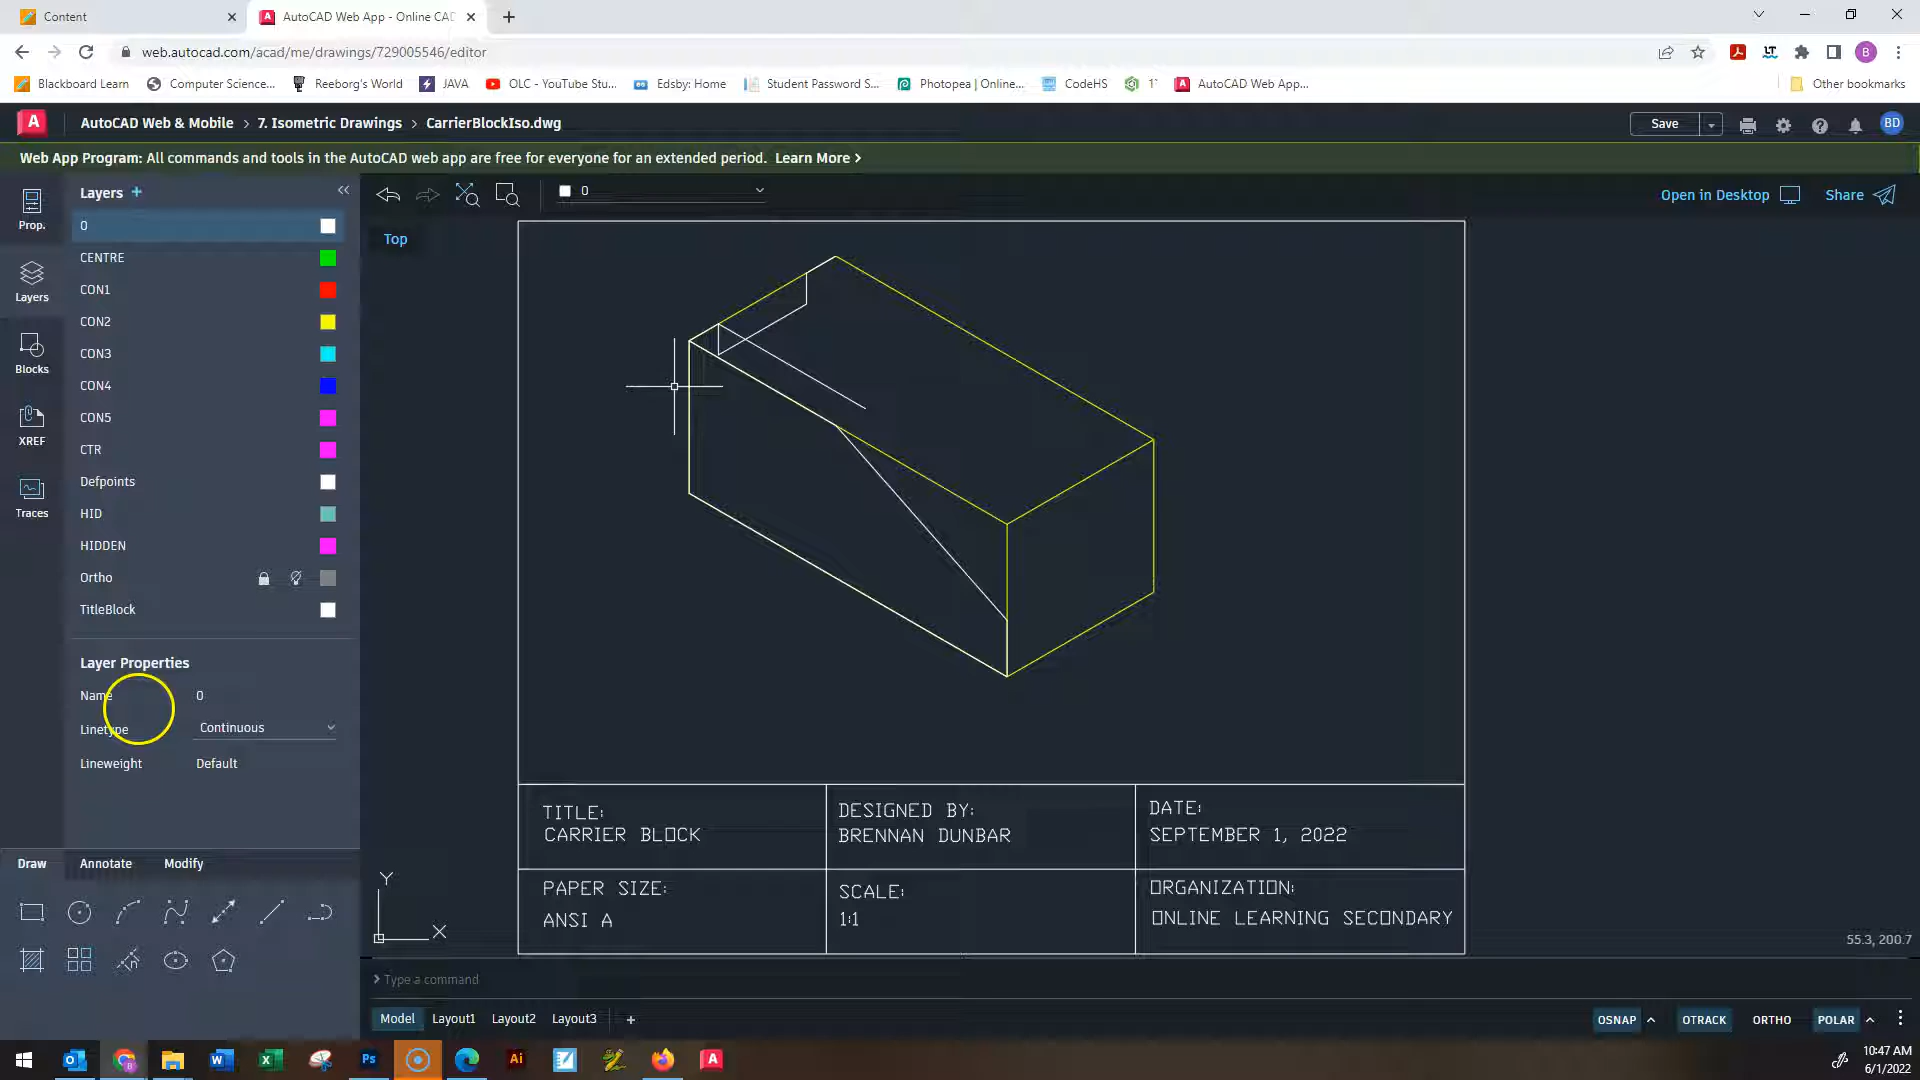 Content
AutoCAD Web App - Online CAD
web.autocad.com/acad/me/drawings/729005546/editor
B
Blackboard Learn
Computer Science...
Reeborg's World
JAVA
OLC - YouTube Stu...
Edsby: Home
Student Password S...
Photopea | Online...
CodeHS
AutoCAD Web App...
Other bookmarks
A
AutoCAD Web & Mobile > 7. Isometric Drawings > CarrierBlockIso.dwg
Save
BD
Web App Program: All commands and tools in the AutoCAD web app are free for everyone for an extended period. Learn More >
Prop.
Layers
Blocks
XREF
Traces
Layers +
0
CENTRE
CON1
CON2
CON3
CON4
CON5
CTR
Defpoints
HID
HIDDEN
Ortho
TitleBlock
Layer Properties
Name 0
Linetype Continuous
Lineweight Default
Draw Annotate Modify
0
Open in Desktop
Share
Top
TITLE:
CARRIER BLOCK
DESIGNED BY:
BRENNAN DUNBAR
DATE:
SEPTEMBER 1, 2022
PAPER SIZE:
ANSI A
SCALE:
1:1
ORGANIZATION:
ONLINE LEARNING SECONDARY
Y
X
55.3, 200.7
Type a command
Model Layout1 Layout2 Layout3 +
OSNAP OTRACK ORTHO POLAR
Ps
Ai
A
10:47 AM
6/1/2022